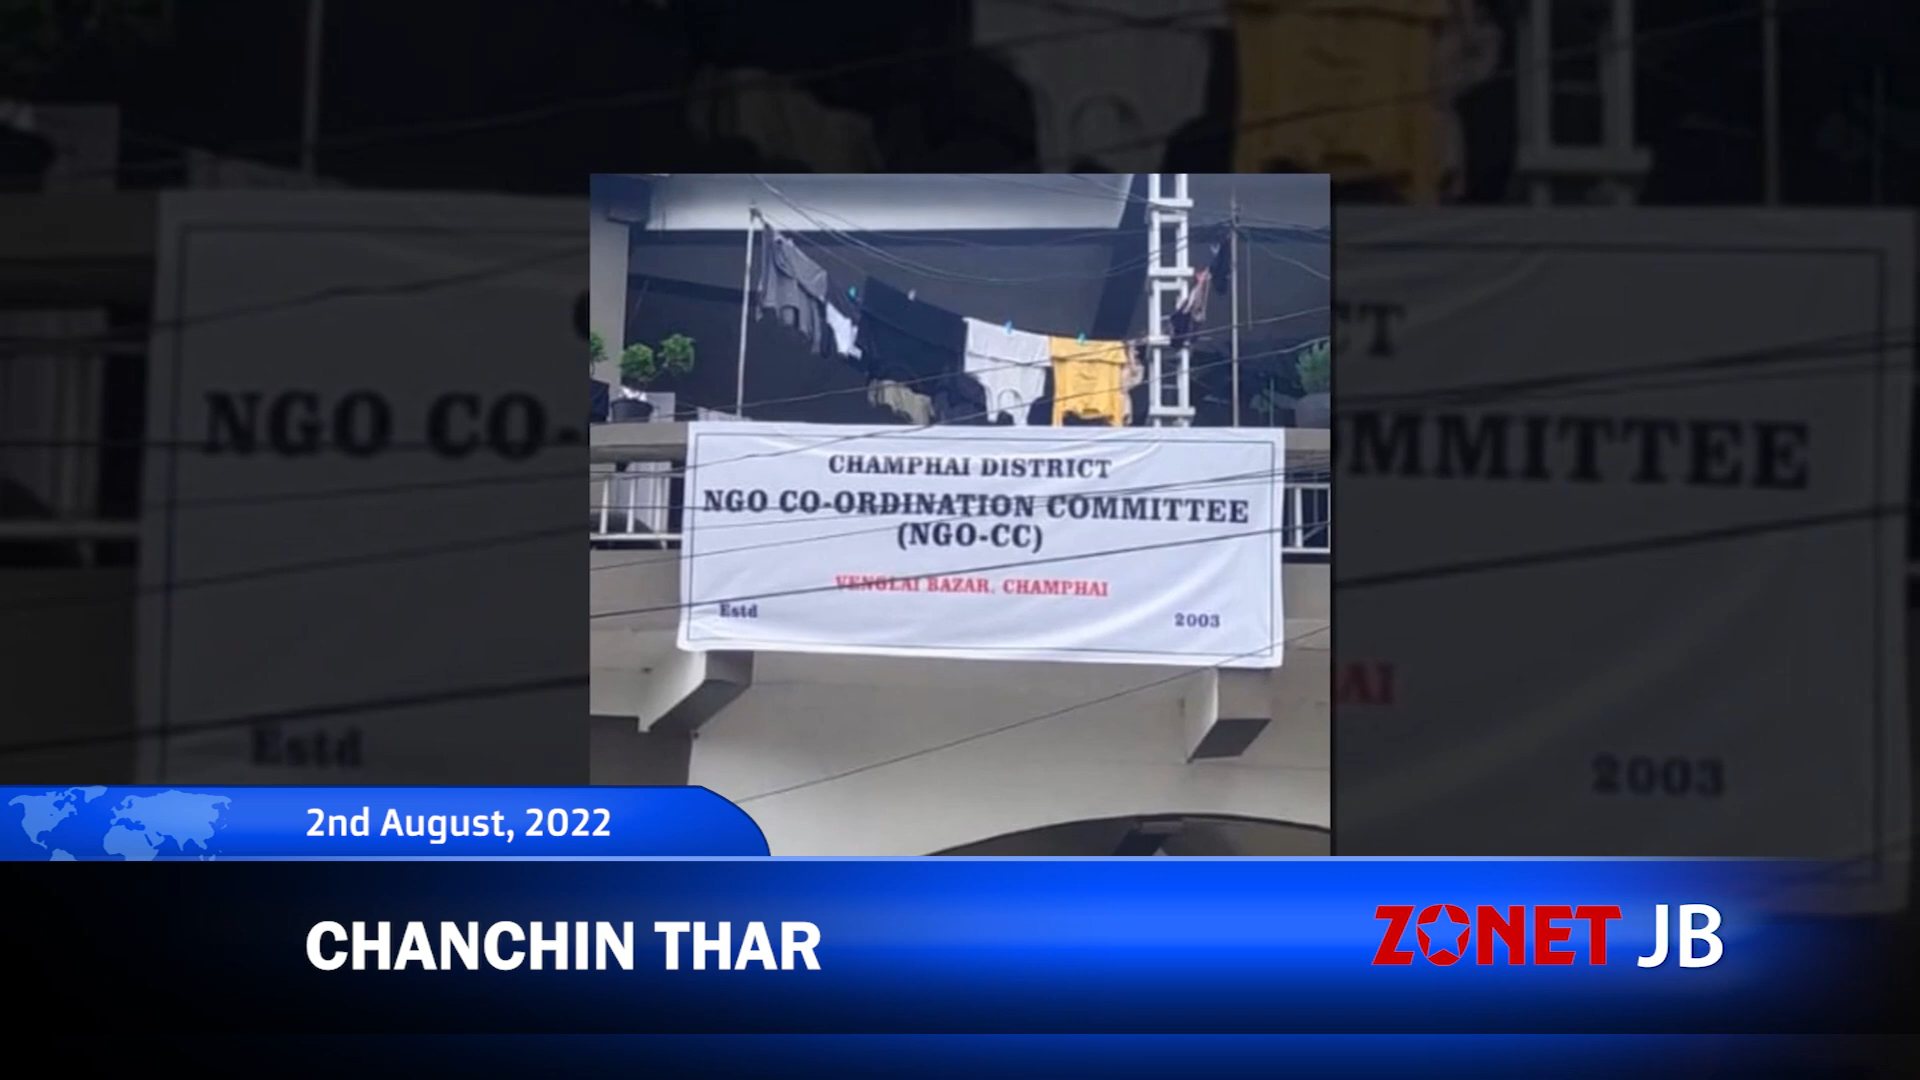 CHAMPHAI DISTRICT
NGO CO-ORDINATION COMMITTEE
(NGO-CC)
VENGLAI BAZAR, CHAMPHAI
Estd 2003
2nd August, 2022
CHANCHIN THAR
ZONET JB